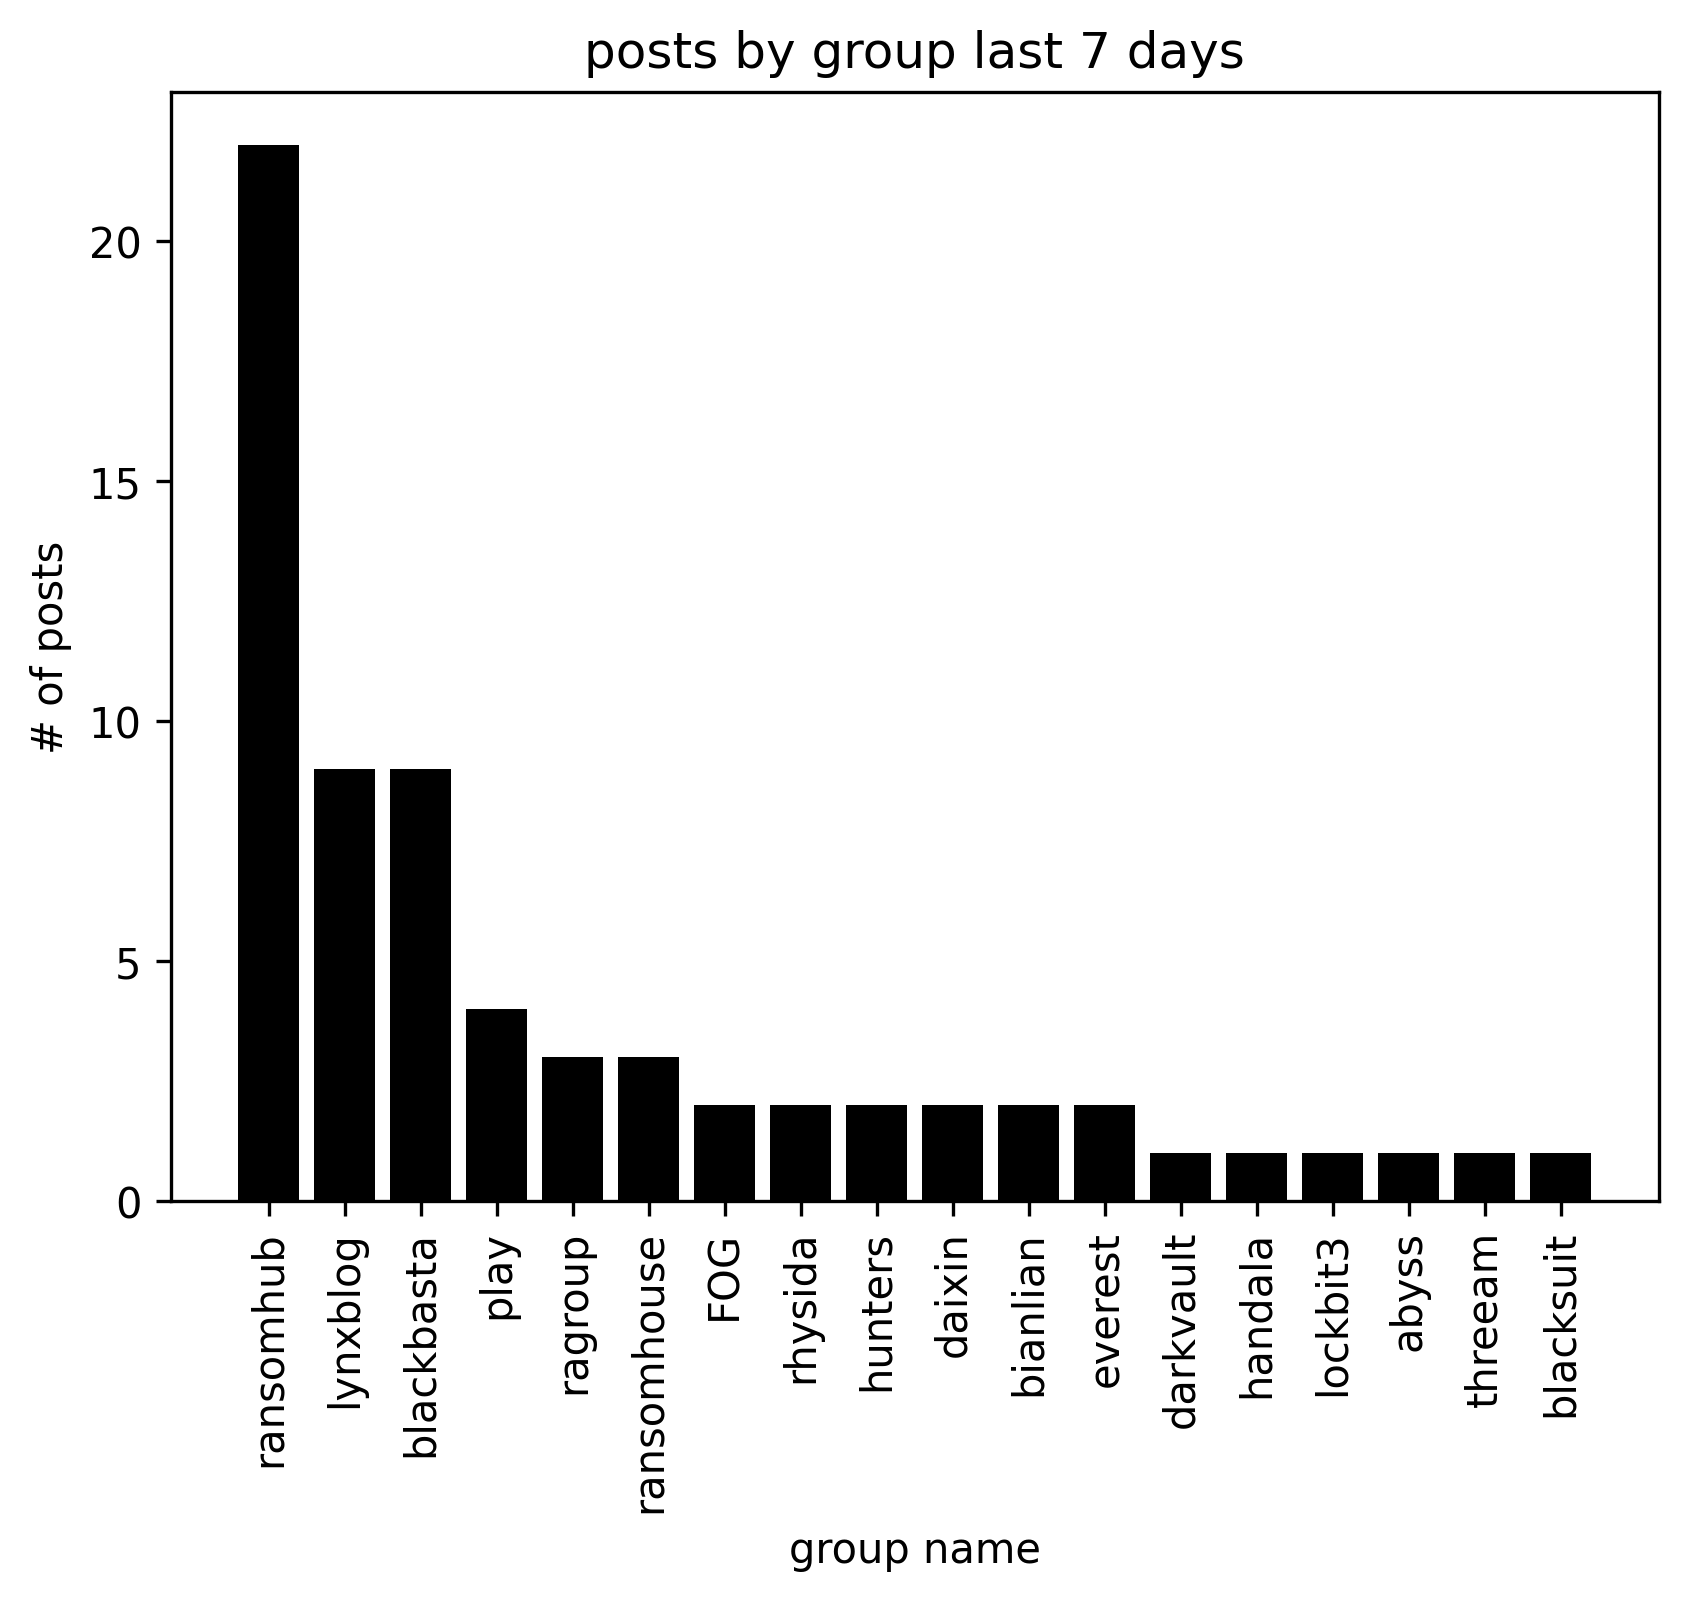 posts by group last 7 days
# of posts
20
15
10
5
0
ransomhub
lynxblog
blackbasta
play
ragroup
ransomhouse
FOG
rhysida
hunters
daixin
bianlian
everest
darkvault
handala
lockbit3
abyss
threeam
blacksuit
group name